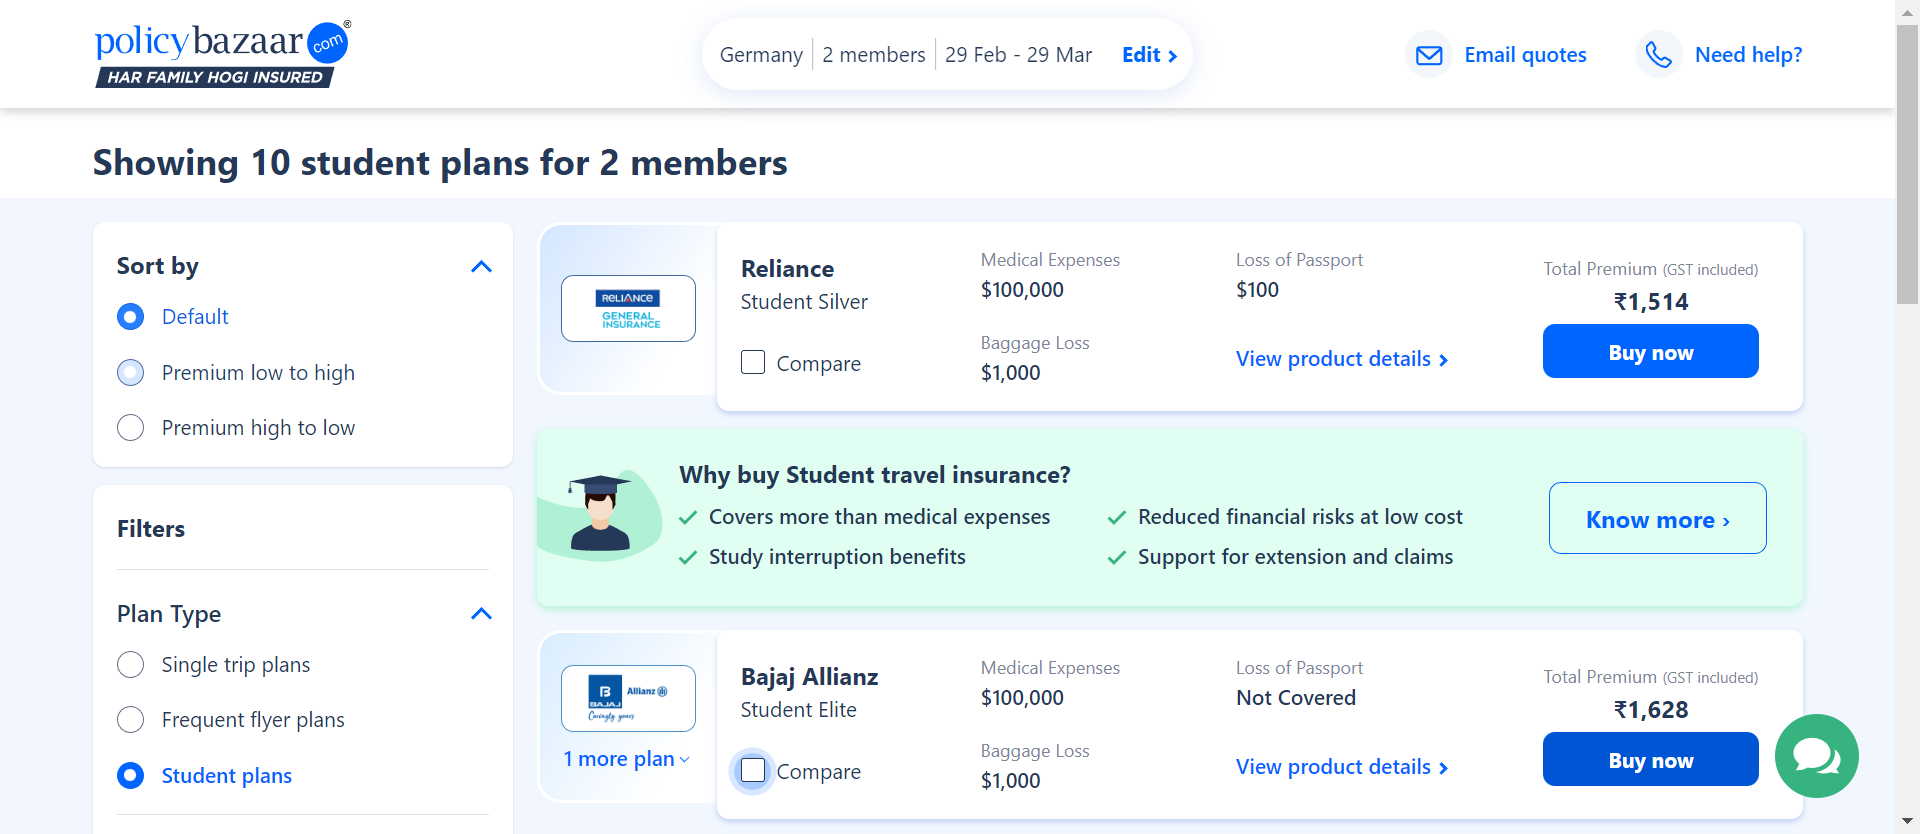 policybazaar.com®
HAR FAMILY HOGI INSURED
Germany 2 members 29 Feb - 29 Mar Edit
Email quotes
Need help?
Showing 10 student plans for 2 members
Sort by
Default
Premium low to high
Premium high to low
Filters
Plan Type
Single trip plans
Frequent flyer plans
Student plans
RELIANCE
GENERAL
INSURANCE
Reliance
Student Silver
Compare
Medical Expenses
$100,000
Baggage Loss
$1,000
Loss of Passport
$100
View product details
Total Premium (GST included)
₹1,514
Buy now
Why buy Student travel insurance?
Covers more than medical expenses
Reduced financial risks at low cost
Study interruption benefits
Support for extension and claims
Know more ›
B
BAJAJ
Allianz
Caringly yours
1 more plan
Bajaj Allianz
Student Elite
Compare
Medical Expenses
$100,000
Baggage Loss
$1,000
Loss of Passport
Not Covered
View product details
Total Premium (GST included)
₹1,628
Buy now